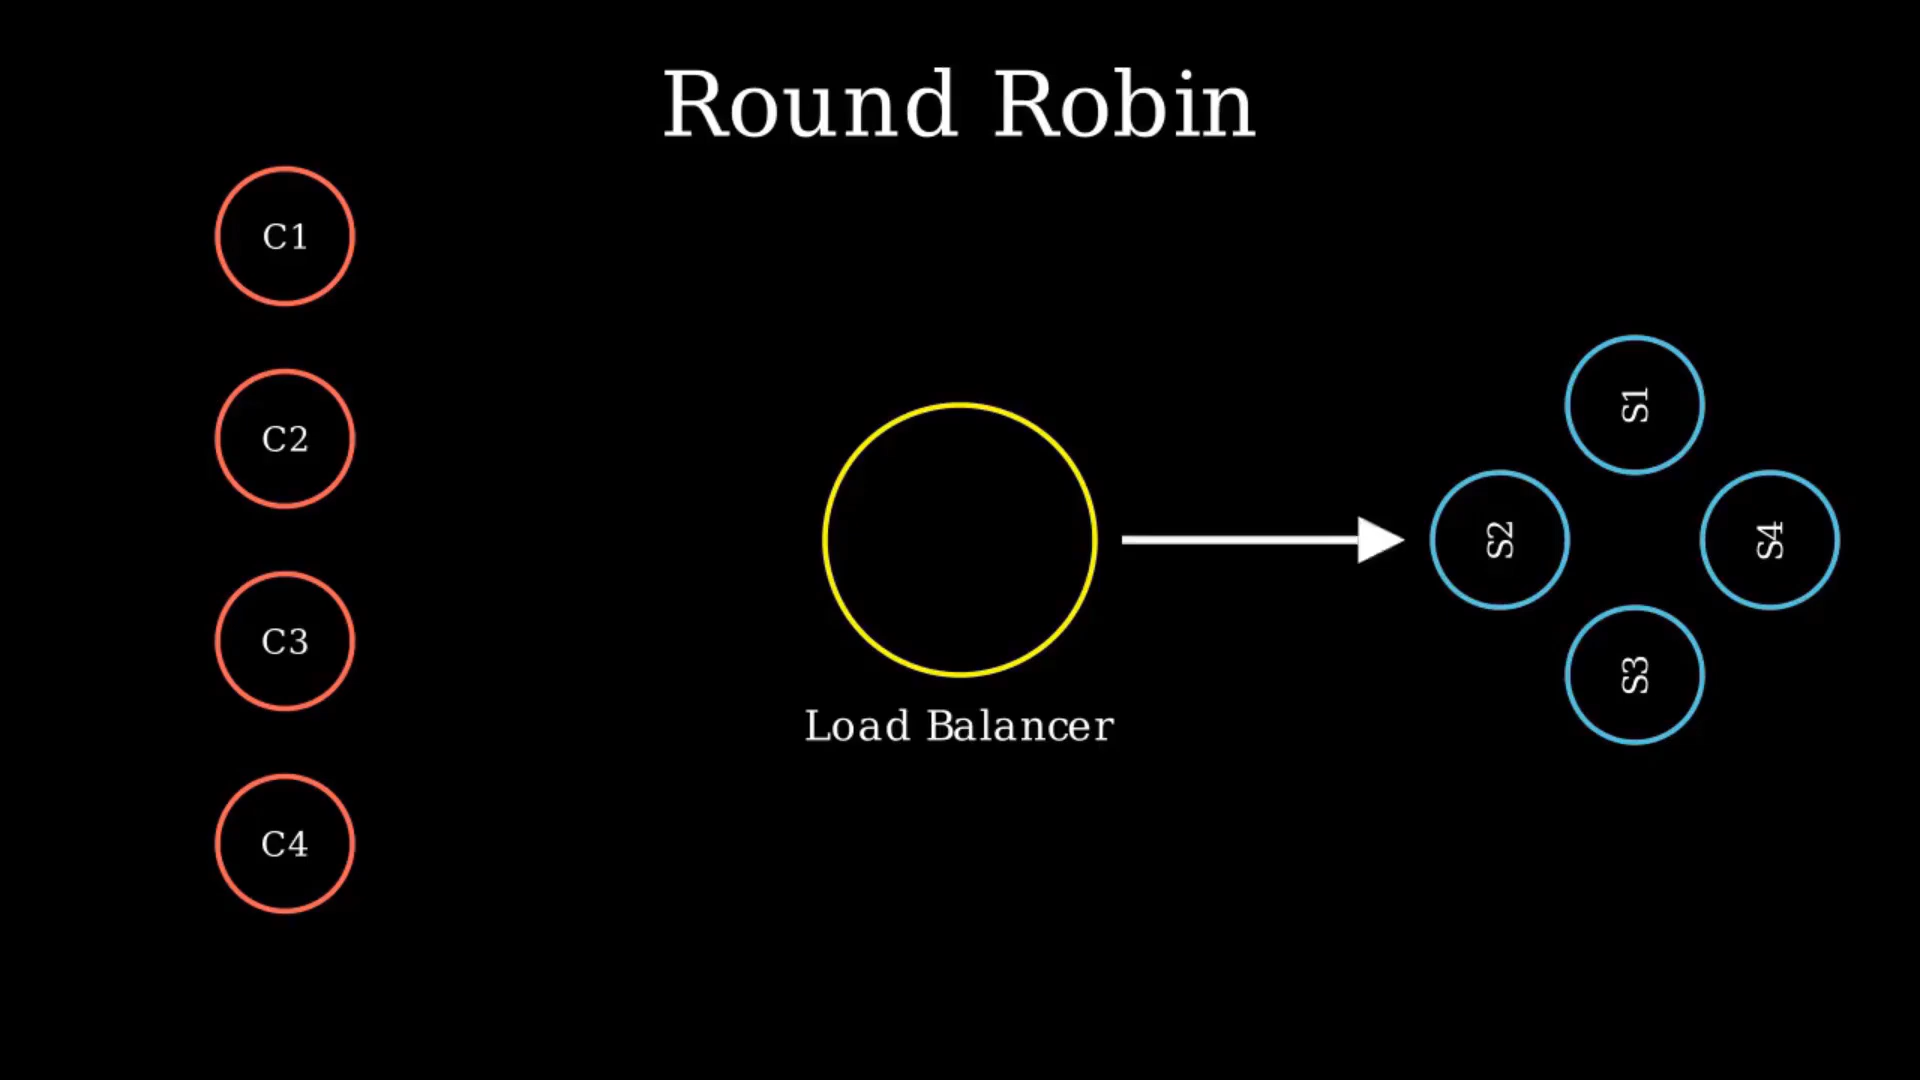 Round Robin
C1
C2
C3
C4
Load Balancer
S1
S2
S4
S3